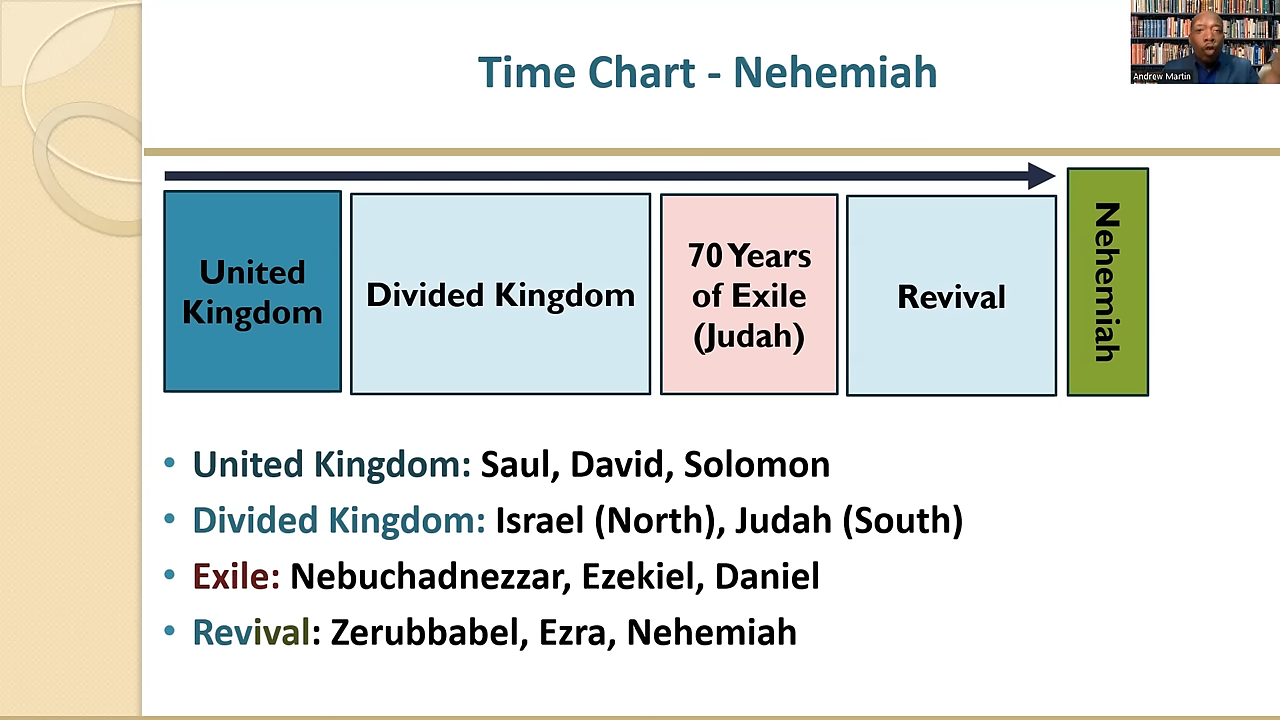 Time Chart - Nehemiah
Andrew Martin
United
Kingdom
Divided Kingdom
70 Years
of Exile
(Judah)
Revival
Nehemiah
• United Kingdom: Saul, David, Solomon
• Divided Kingdom: Israel (North), Judah (South)
• Exile: Nebuchadnezzar, Ezekiel, Daniel
• Revival: Zerubbabel, Ezra, Nehemiah